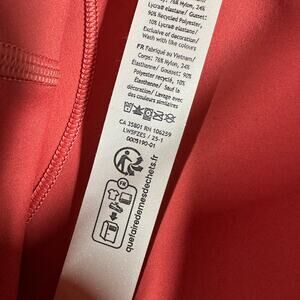 76% Nylon, 24%
Lycra® elastane / Gusset:
90% Recycled Polyester,
10% Lycra® elastane/
Exclusive of decoration/
Wash with like colours
FR Fabriqué au Vietnam/
Corps: 76% Nylon, 24%
Élasthanne/ Gousset: 90%
Polyester recyclé, 10%
Élasthanne/ Sauf la
décoration/ Lavage avec
des couleurs similaires
CA 35801 RN 106259
LW5FZES / 25-1
0005190-01
quefairedemesdechets.fr